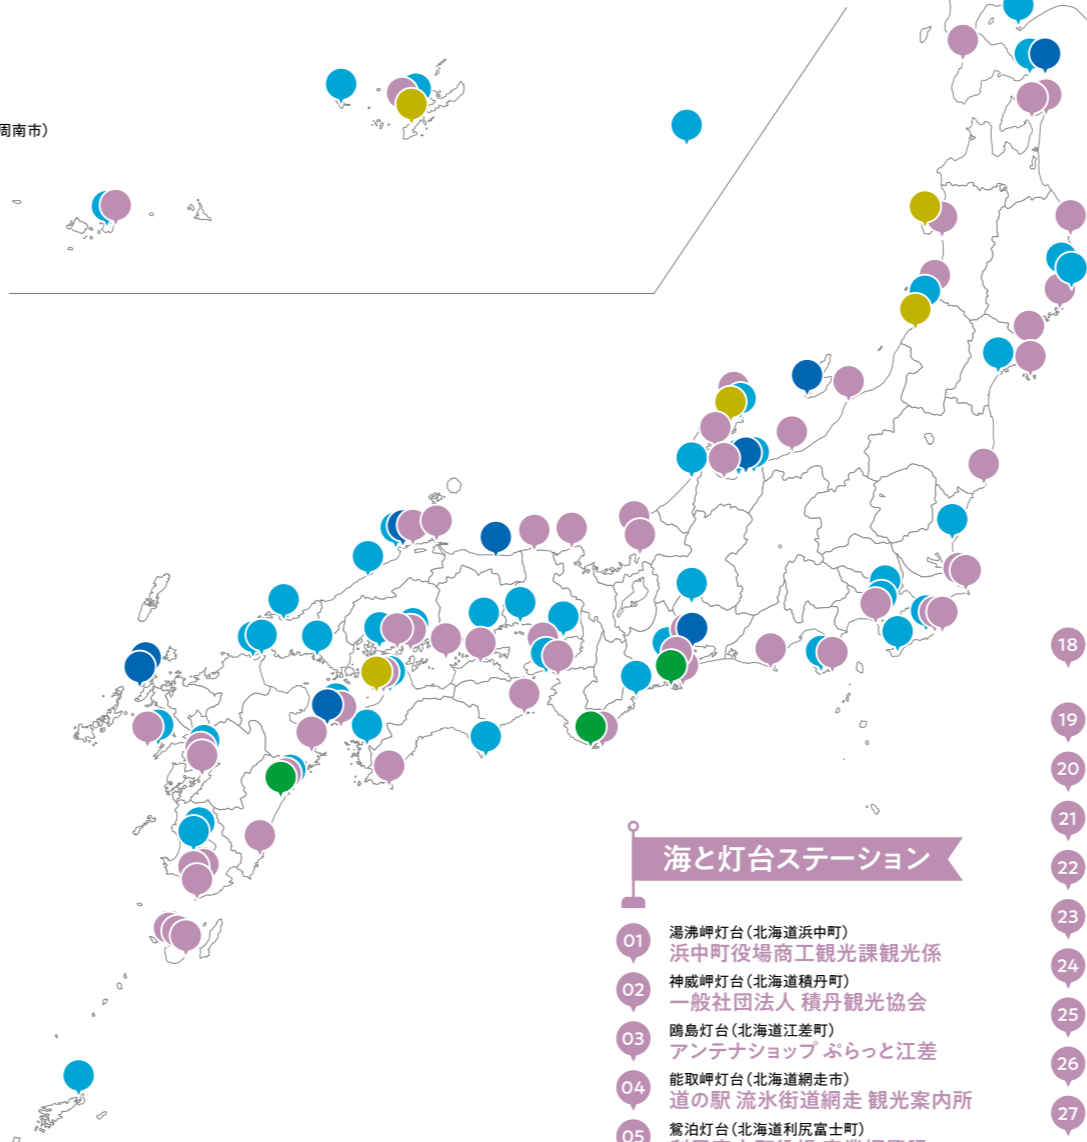 周南市）
海と灯台ステーション
01
湯沸岬灯台（北海道浜中町）
浜中町役場商工観光課観光係
02
神威岬灯台（北海道積丹町）
一般社団法人 積丹観光協会
03
鴎島灯台（北海道江差町）
アンテナショップ ぷらっと江差
04
能取岬灯台（北海道網走市）
道の駅 流氷街道網走 観光案内所
05
鴛泊灯台（北海道利尻富士町）
18
19
20
21
22
23
24
25
26
27